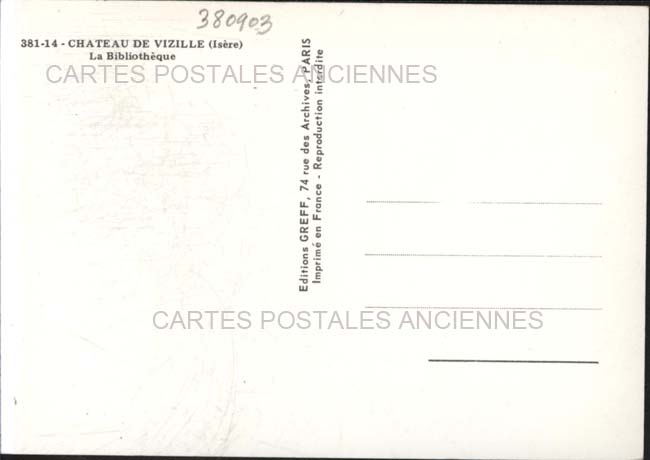 380903
381-14 - CHATEAU DE VIZILLE (Isère)
La Bibliothèque
CARTES POSTALES ANCIENNES
Editions GREFF, 74 rue des Archives, PARIS
Imprimé en France - Reproduction interdite
CARTES POSTALES ANCIENNES